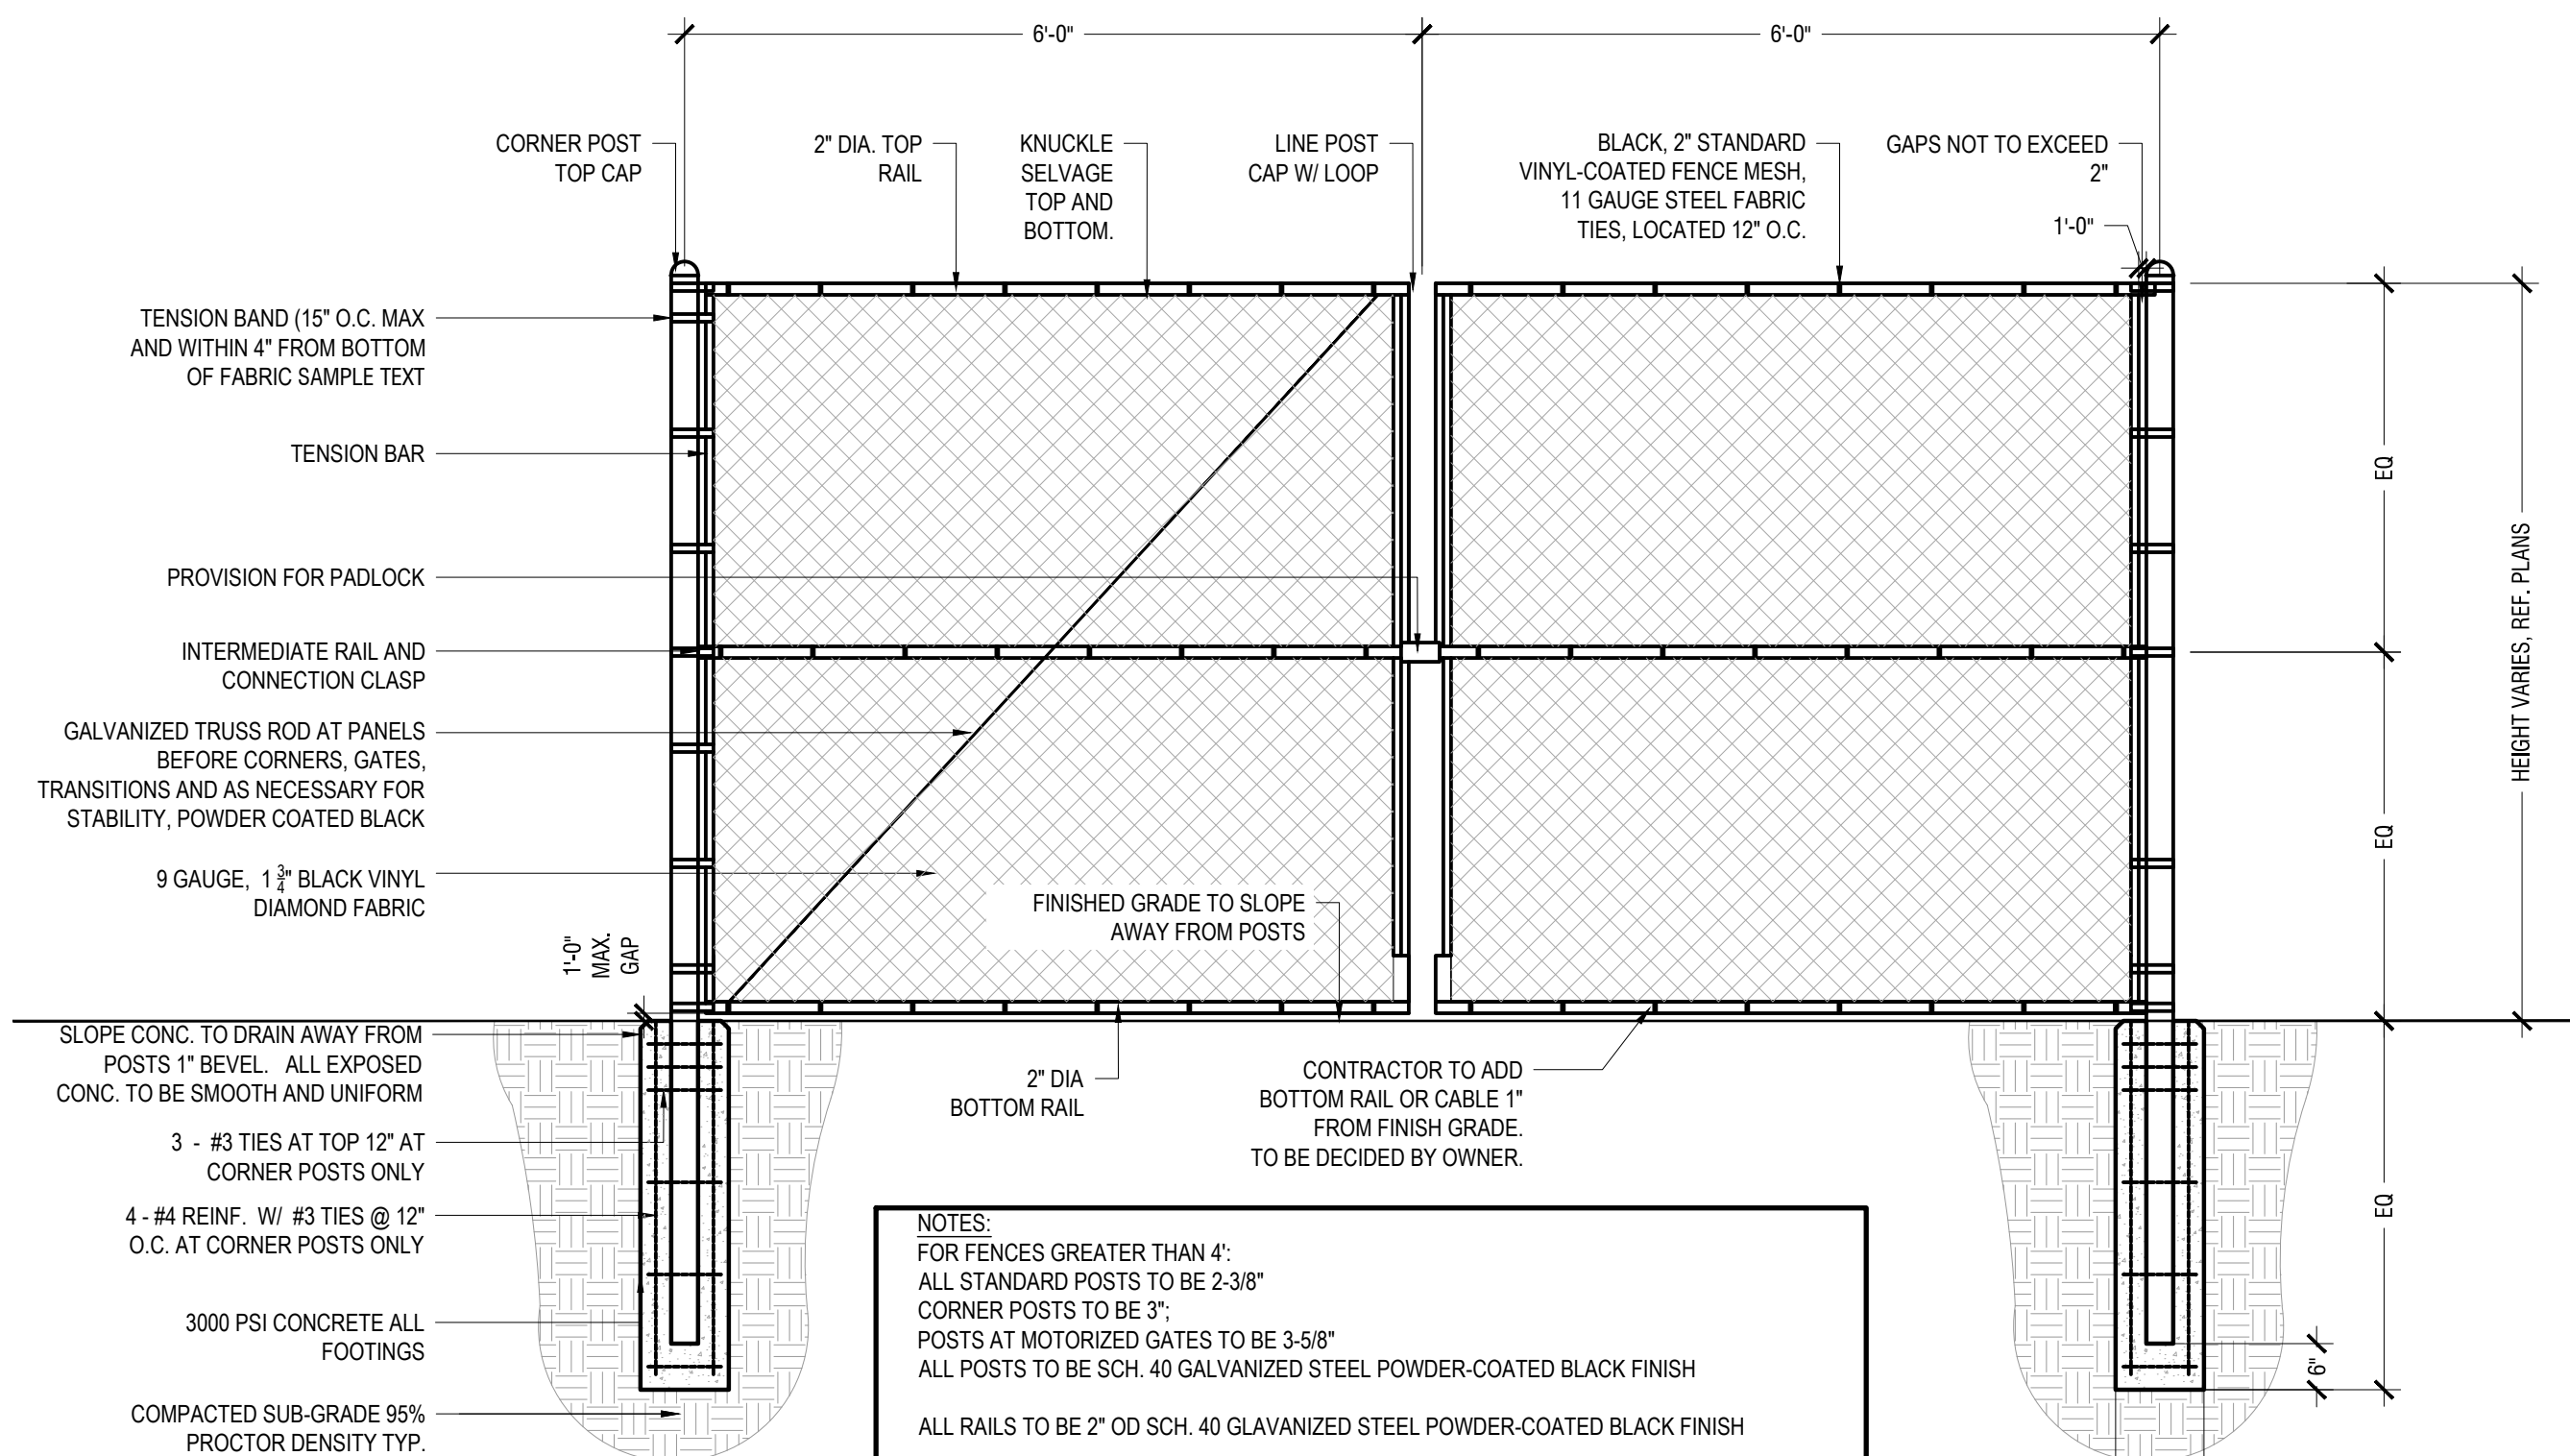 6'-0"
6'-0"
CORNER POST
TOP CAP
2" DIA. TOP
RAIL
KNUCKLE
SELVAGE
TOP AND
BOTTOM.
LINE POST
CAP W/ LOOP
BLACK, 2" STANDARD
VINYL-COATED FENCE MESH,
11 GAUGE STEEL FABRIC
TIES, LOCATED 12" O.C.
GAPS NOT TO EXCEED
2"
1'-0"
TENSION BAND (15" O.C. MAX
AND WITHIN 4" FROM BOTTOM
OF FABRIC SAMPLE TEXT
TENSION BAR
PROVISION FOR PADLOCK
INTERMEDIATE RAIL AND
CONNECTION CLASP
GALVANIZED TRUSS ROD AT PANELS
BEFORE CORNERS, GATES,
TRANSITIONS AND AS NECESSARY FOR
STABILITY, POWDER COATED BLACK
9 GAUGE, 1 3/4" BLACK VINYL
DIAMOND FABRIC
1'-0"
MAX.
GAP
FINISHED GRADE TO SLOPE
AWAY FROM POSTS
EQ
EQ
EQ
HEIGHT VARIES, REF. PLANS
6"
SLOPE CONC. TO DRAIN AWAY FROM
POSTS 1" BEVEL. ALL EXPOSED
CONC. TO BE SMOOTH AND UNIFORM
3 - #3 TIES AT TOP 12" AT
CORNER POSTS ONLY
4 - #4 REINF. W/ #3 TIES @ 12"
O.C. AT CORNER POSTS ONLY
3000 PSI CONCRETE ALL
FOOTINGS
COMPACTED SUB-GRADE 95%
PROCTOR DENSITY TYP.
2" DIA
BOTTOM RAIL
CONTRACTOR TO ADD
BOTTOM RAIL OR CABLE 1"
FROM FINISH GRADE.
TO BE DECIDED BY OWNER.
NOTES:
FOR FENCES GREATER THAN 4':
ALL STANDARD POSTS TO BE 2-3/8"
CORNER POSTS TO BE 3";
POSTS AT MOTORIZED GATES TO BE 3-5/8"
ALL POSTS TO BE SCH. 40 GALVANIZED STEEL POWDER-COATED BLACK FINISH
ALL RAILS TO BE 2" OD SCH. 40 GLAVANIZED STEEL POWDER-COATED BLACK FINISH